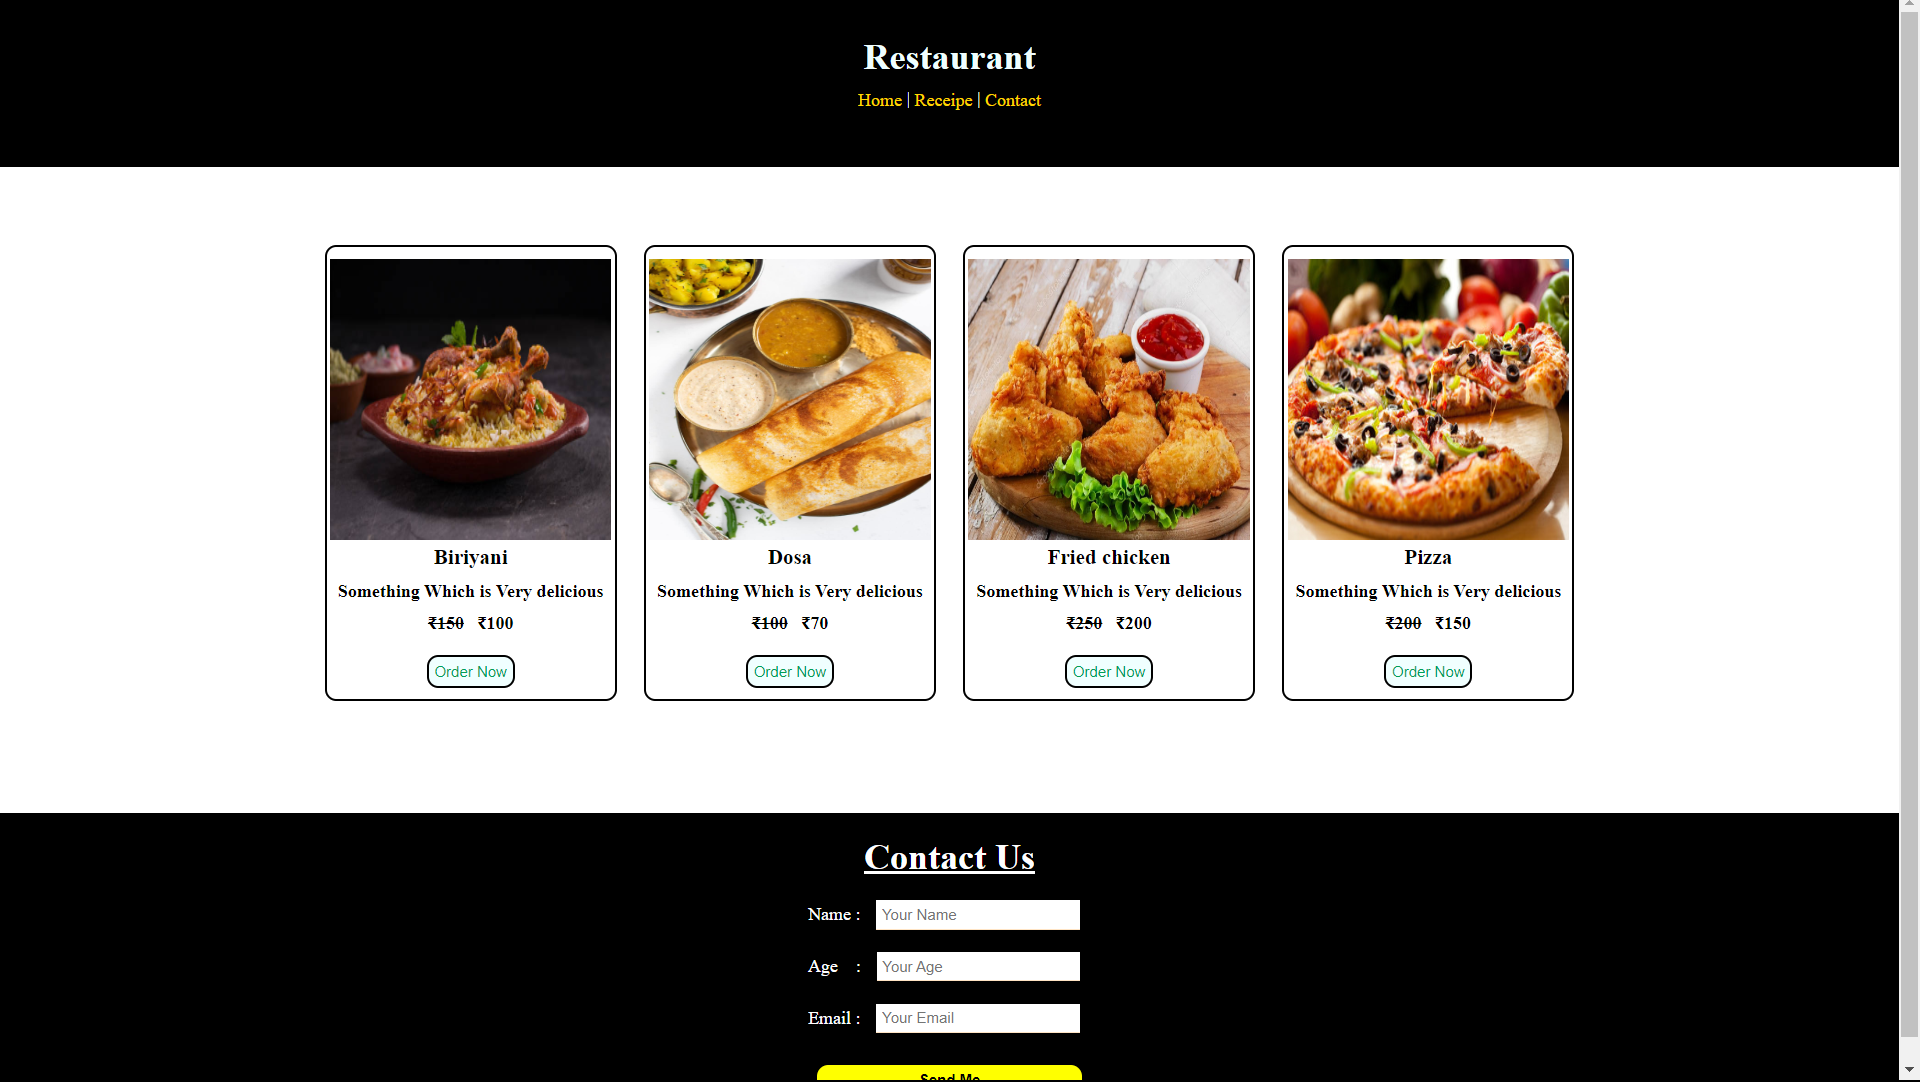 Restaurant
Home | Receipe | Contact
Biriyani
Something Which is Very delicious
₹150 ₹100
Order Now
Dosa
Something Which is Very delicious
₹100 ₹70
Order Now
Fried chicken
Something Which is Very delicious
₹250 ₹200
Order Now
Pizza
Something Which is Very delicious
₹200 ₹150
Order Now
Contact Us
Name : Your Name
Age : Your Age
Email : Your Email
Send Me